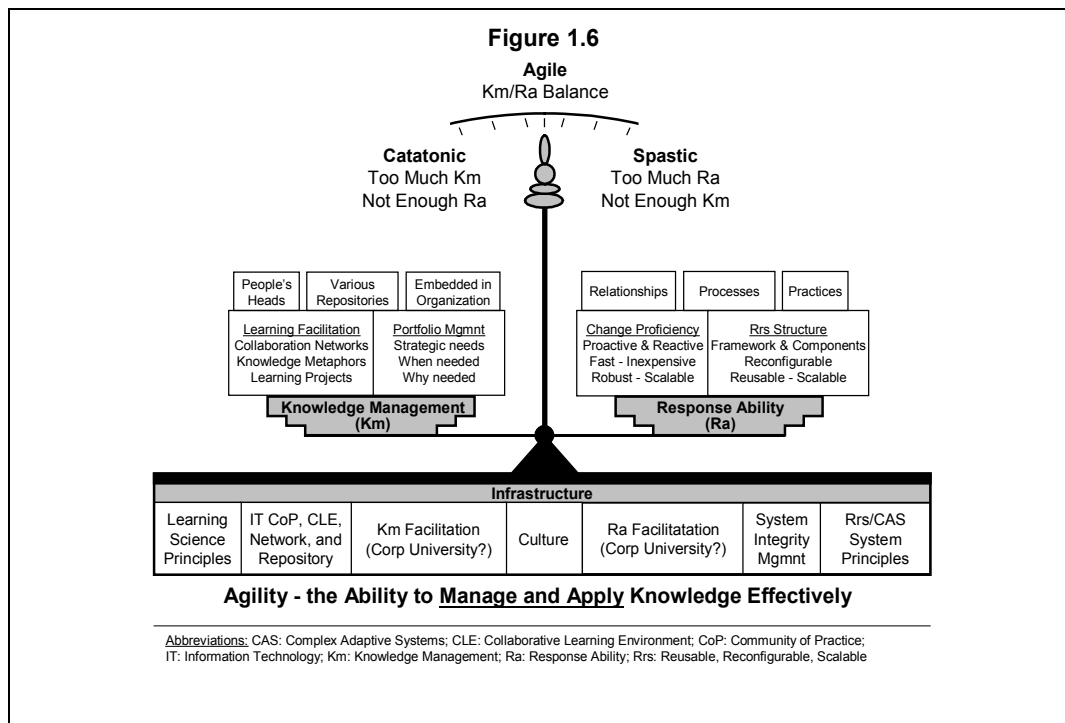 Figure 1.6
Agile
Km/Ra Balance
Catatonic
Too Much Km
Not Enough Ra
Spastic
Too Much Ra
Not Enough Km
People's
Heads
Various
Repositories
Embedded in
Organization
Learning Facilitation
Collaboration Networks
Knowledge Metaphors
Learning Projects
Portfolio Mgmnt
Strategic needs
When needed
Why needed
Knowledge Management
(Km)
Relationships
Processes
Practices
Change Proficiency
Proactive & Reactive
Fast - Inexpensive
Robust - Scalable
Rrs Structure
Framework & Components
Reconfigurable
Reusable - Scalable
Response Ability
(Ra)
Infrastructure
Learning
Science
Principles
IT CoP, CLE,
Network, and
Repository
Km Facilitation
(Corp University?)
Culture
Ra Facilitatation
(Corp University?)
System
Integrity
Mgmnt
Rrs/CAS
System
Principles
Agility - the Ability to Manage and Apply Knowledge Effectively
Abbreviations: CAS: Complex Adaptive Systems; CLE: Collaborative Learning Environment; CoP: Community of Practice;
IT: Information Technology; Km: Knowledge Management; Ra: Response Ability; Rrs: Reusable, Reconfigurable, Scalable